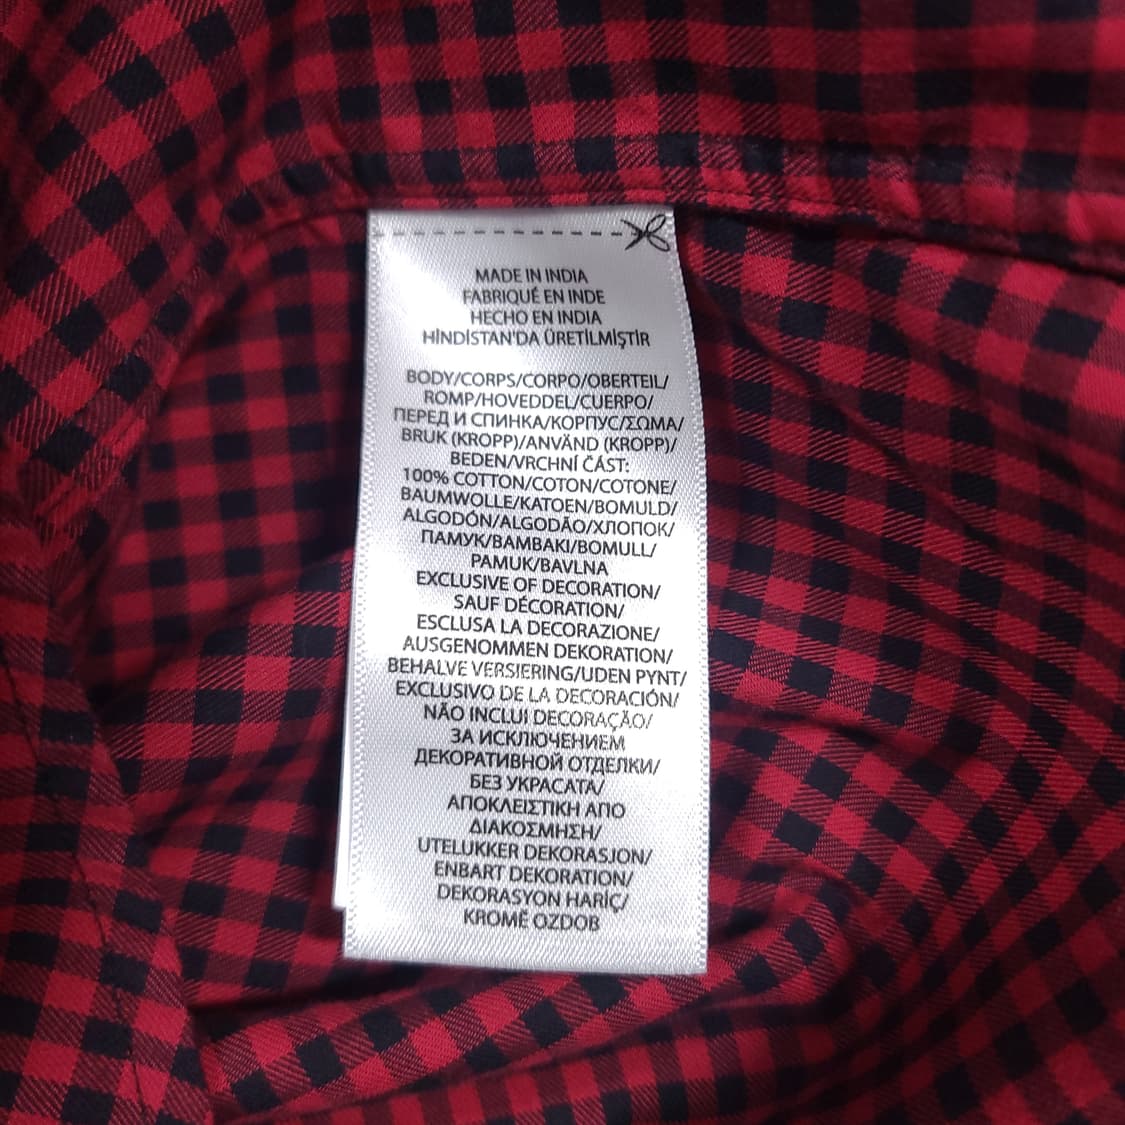 MADE IN INDIA
FABRIQUÉ EN INDE
HECHO EN INDIA
HİNDİSTAN'DA ÜRETİLMİŞTİR
BODY/CORPS/CORPO/OBERTEIL/
ROMP/HOVEDDEL/CUERPO/
ПЕРЕД И СПИНКА/КОРПУС/ΣΩΜΑ/
BRUK (KROPP)/ANVÄND (KROPP)/
BEDEN/VRCHNÍ ČÁST:
100% COTTON/COTON/COTONE/
BAUMWOLLE/KATOEN/BOMULD/
ALGODÓN/ALGODÃO/ХЛОПОК/
ПАМУК/BAMBAKI/BOMULL/
PAMUK/BAVLNA
EXCLUSIVE OF DECORATION/
SAUF DÉCORATION/
ESCLUSA LA DECORAZIONE/
AUSGENOMMEN DEKORATION/
BEHALVE VERSIERING/UDEN PYNT/
EXCLUSIVO DE LA DECORACIÓN/
NÃO INCLUI DECORAÇÃO/
ЗА ИСКЛЮЧЕНИЕМ
ДЕКОРАТИВНОЙ ОТДЕЛКИ/
БЕЗ УКРАСАТА/
ΑΠΟΚΛΕΙΣΤΙΚΗ ΑΠΟ
ΔΙΑΚΟΣΜΗΣΗ/
UTELUKKER DEKORASJON/
ENBART DEKORATION/
DEKORASYON HARİÇ/
KROMĚ OZDOB